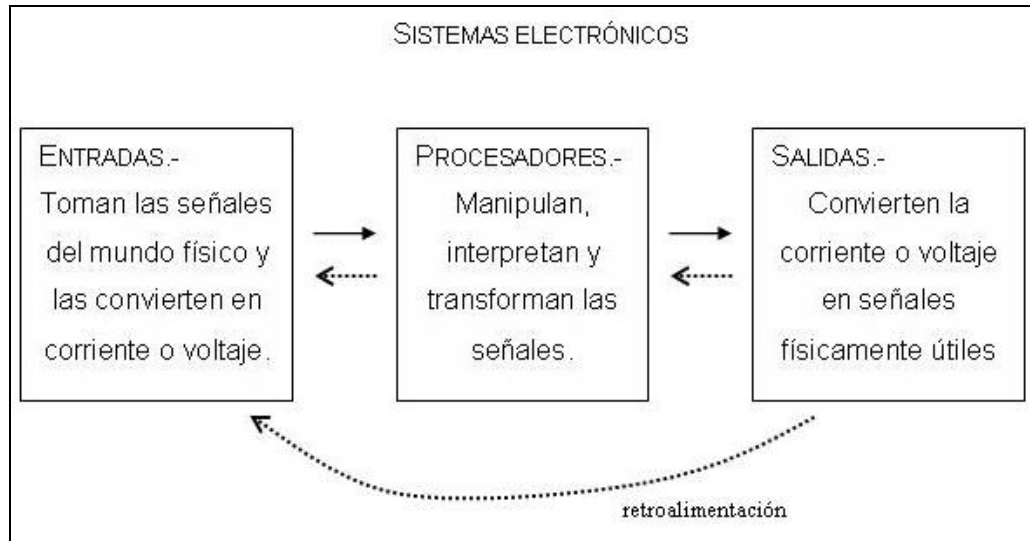 SISTEMAS ELECTRÓNICOS
ENTRADAS.-
Toman las señales
del mundo físico y
las convierten en
corriente o voltaje.
PROCESADORES.-
Manipulan,
interpretan y
transforman las
señales.
SALIDAS.-
Convierten la
corriente o voltaje
en señales
físicamente útiles
retroalimentación